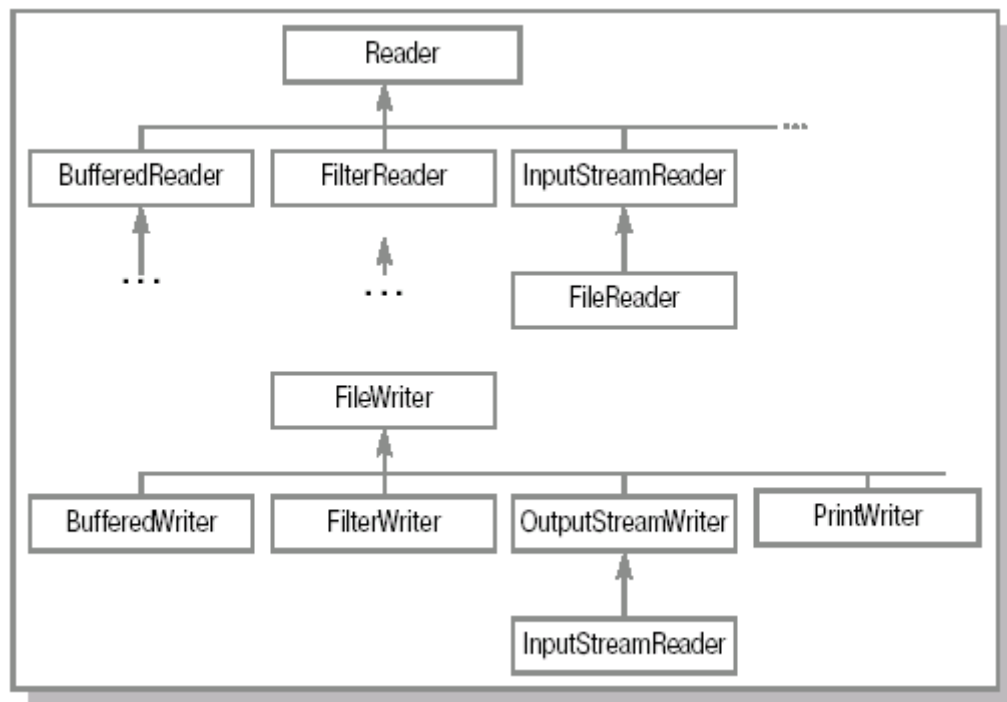 Reader
...
BufferedReader FilterReader InputStreamReader
... ...
FileReader
FileWriter
BufferedWriter FilterWriter OutputStreamWriter PrintWriter
InputStreamReader